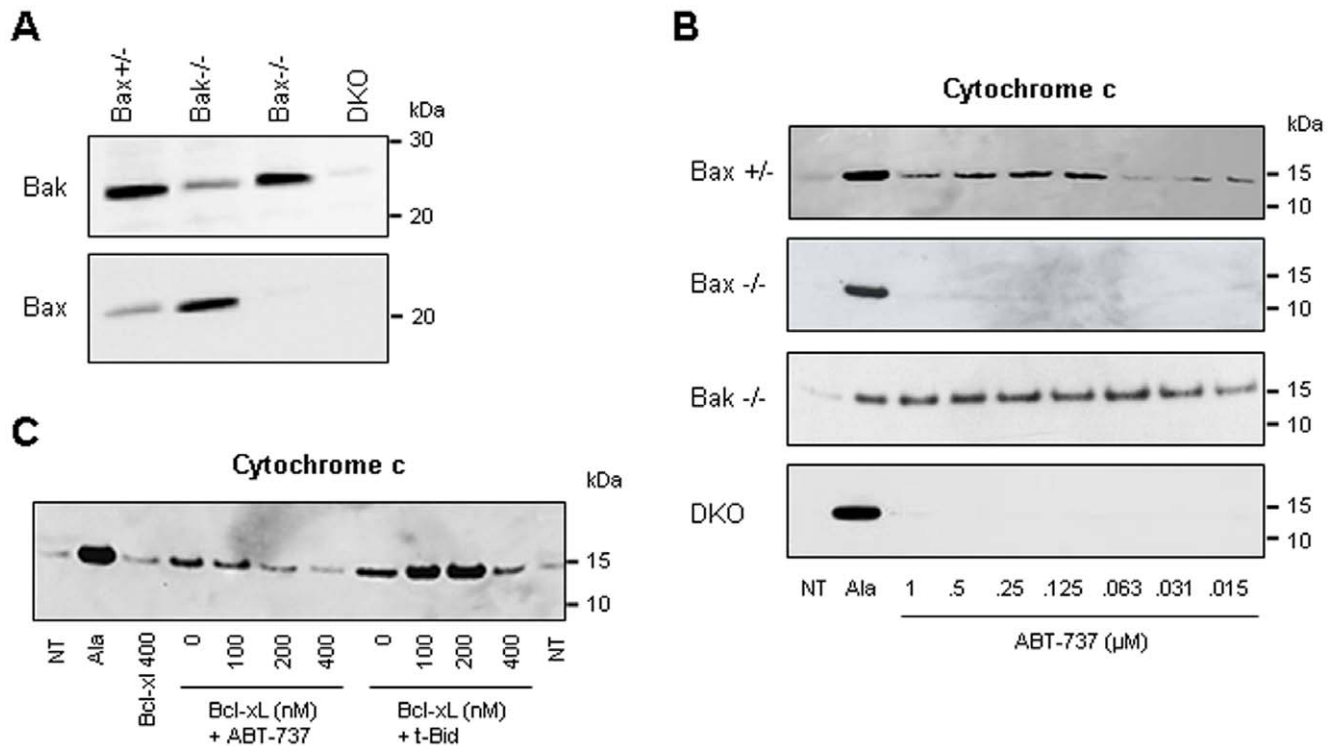 A
Bax+/- Bak-/- Bax-/- DKO
kDa
Bak
30
20
Bax
20
B
Cytochrome c
kDa
Bax +/-
15
10
Bax -/-
15
10
Bak -/-
15
10
DKO
15
10
NT Ala 1 .5 .25 .125 .063 .031 .015
ABT-737 (µM)
C
Cytochrome c
kDa
15
10
NT Ala Bcl-xl 400 0 100 200 400 0 100 200 400 NT
Bcl-xL (nM) Bcl-xL (nM)
+ ABT-737 + t-Bid